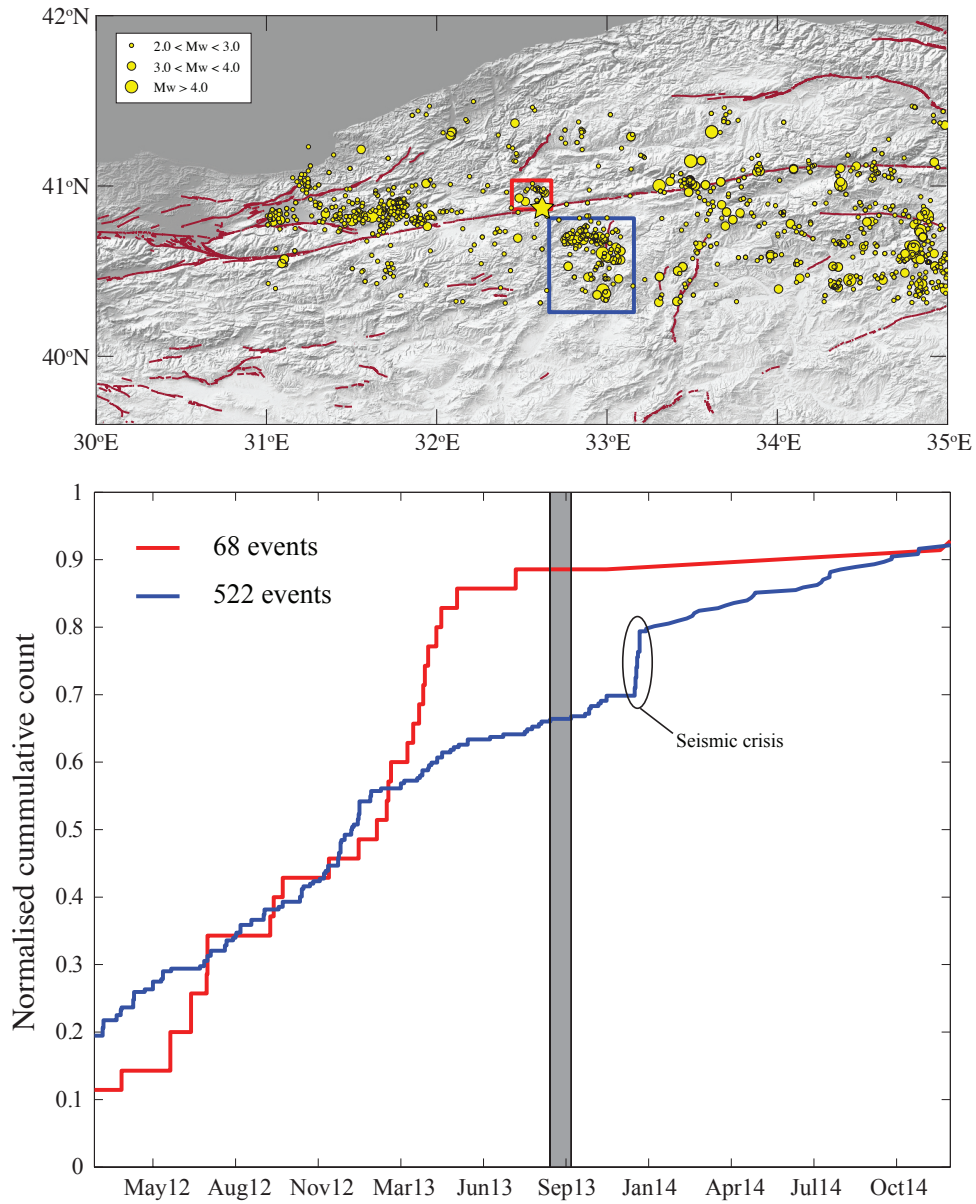 42°N
2.0 < Mw < 3.0
3.0 < Mw < 4.0
Mw > 4.0
41°N
40°N
30°E 31°E 32°E 33°E 34°E 35°E
Normalised cummulative count
1
0.9
0.8
0.7
0.6
0.5
0.4
0.3
0.2
0.1
0
68 events
522 events
Seismic crisis
May12 Aug12 Nov12 Mar13 Jun13 Sep13 Jan14 Apr14 Jul14 Oct14